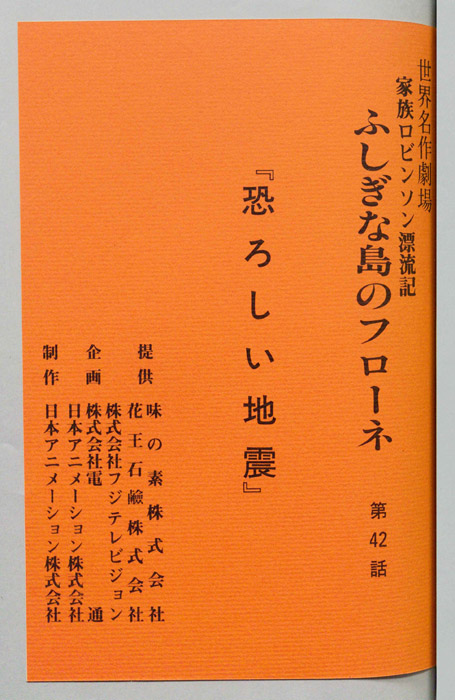 世界名作劇場
家族ロビンソン漂流記
ふしぎな島のフローネ 第42話
『恐ろしい地震』
提供 味の素株式会社
花王石鹸株式会社
株式会社フジテレビジョン
企画 株式会社電通
日本アニメーション株式会社
制作 日本アニメーション株式会社